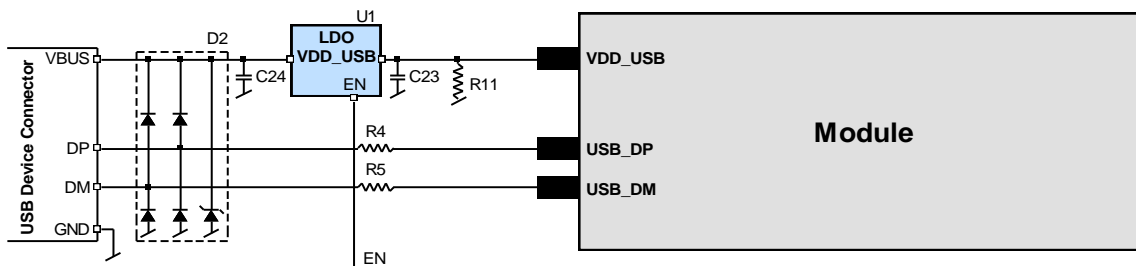 U1
D2
LDO
VDD_USB
EN
VBUS
C24
C23
R11
VDD_USB
USB Device Connector
Module
R4
DP
USB_DP
R5
DM
USB_DM
GND
EN